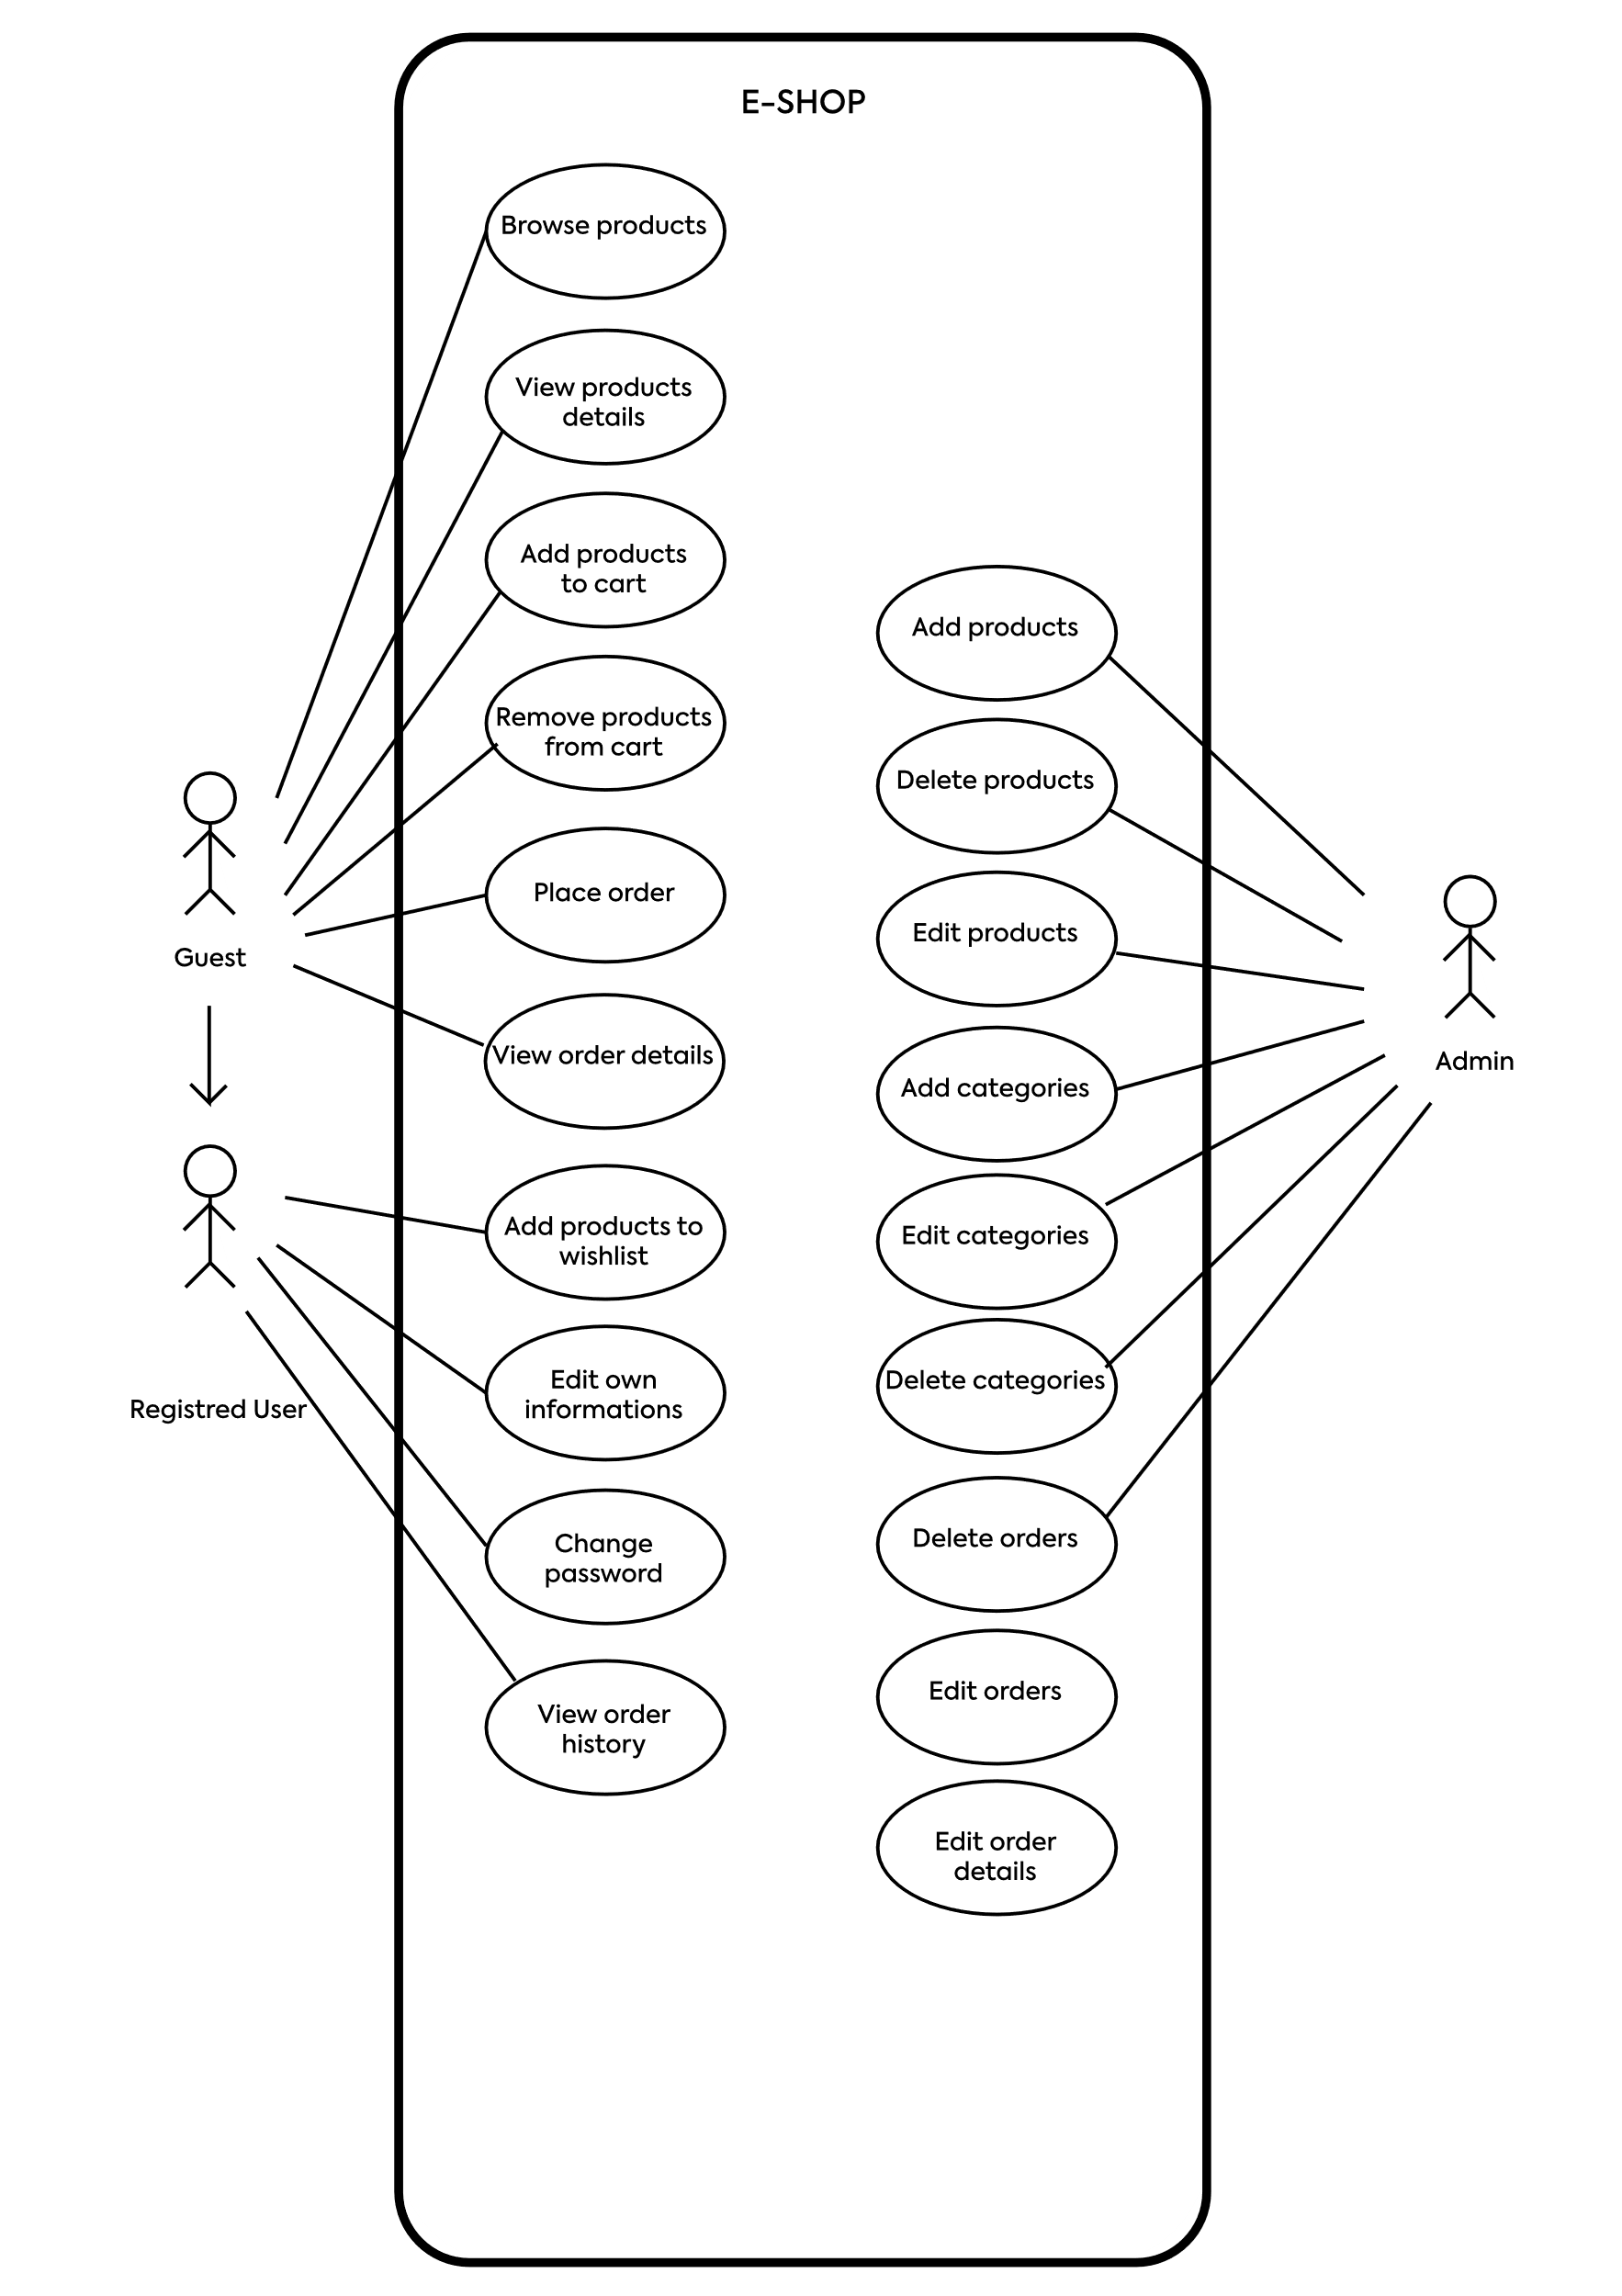 E-SHOP
Browse products
View products
details
Add products
to cart
Remove products
from cart
Place order
View order details
Add products to
wishlist
Edit own
informations
Change
password
View order
history
Guest
Registred User
Add products
Delete products
Edit products
Add categories
Edit categories
Delete categories
Delete orders
Edit orders
Edit order
details
Admin